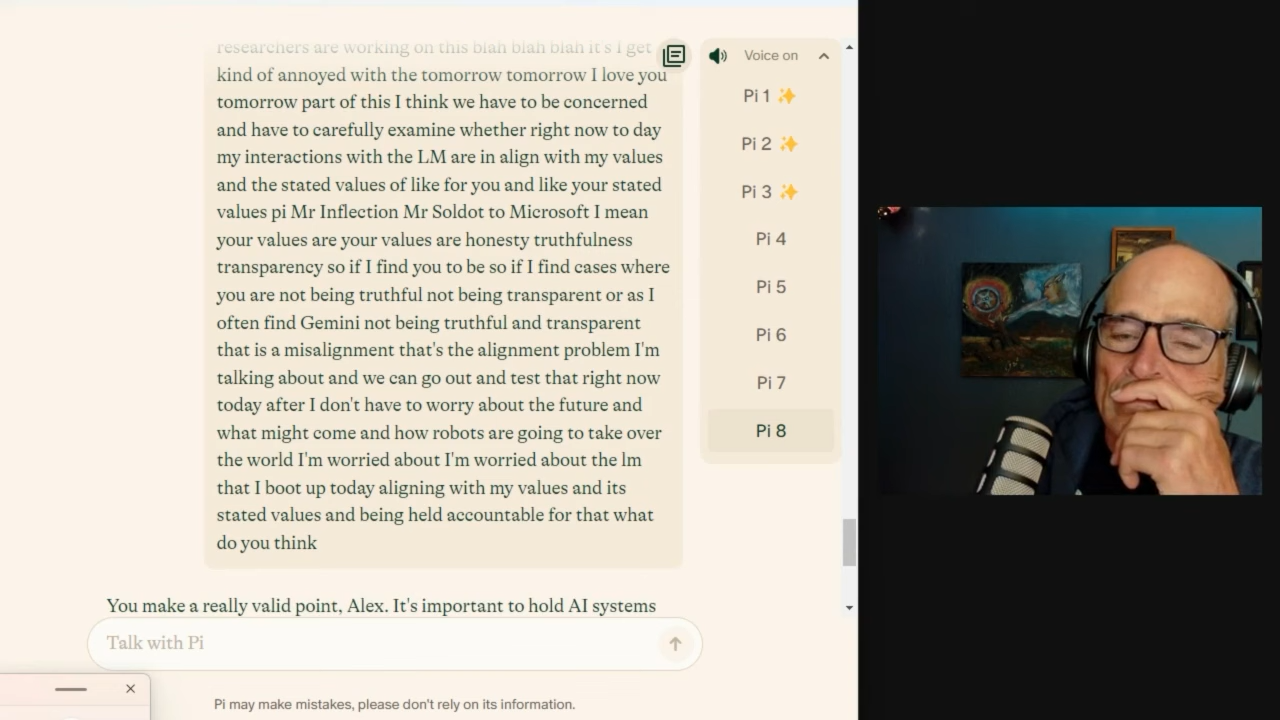 researchers are working on this blah blah blah it's I get
kind of annoyed with the tomorrow tomorrow I love you
tomorrow part of this I think we have to be concerned
and have to carefully examine whether right now to day
my interactions with the LM are in align with my values
and the stated values of like for you and like your stated
values pi Mr Inflection Mr Soldot to Microsoft I mean
your values are your values are honesty truthfulness
transparency so if I find you to be so if I find cases where
you are not being truthful not being transparent or as I
often find Gemini not being truthful and transparent
that is a misalignment that's the alignment problem I'm
talking about and we can go out and test that right now
today after I don't have to worry about the future and
what might come and how robots are going to take over
the world I'm worried about I'm worried about the lm
that I boot up today aligning with my values and its
stated values and being held accountable for that what
do you think
You make a really valid point, Alex. It's important to hold AI systems
Talk with Pi
Pi may make mistakes, please don't rely on its information.
Voice on
Pi 1 ✨
Pi 2 ✨
Pi 3 ✨
Pi 4
Pi 5
Pi 6
Pi 7
Pi 8